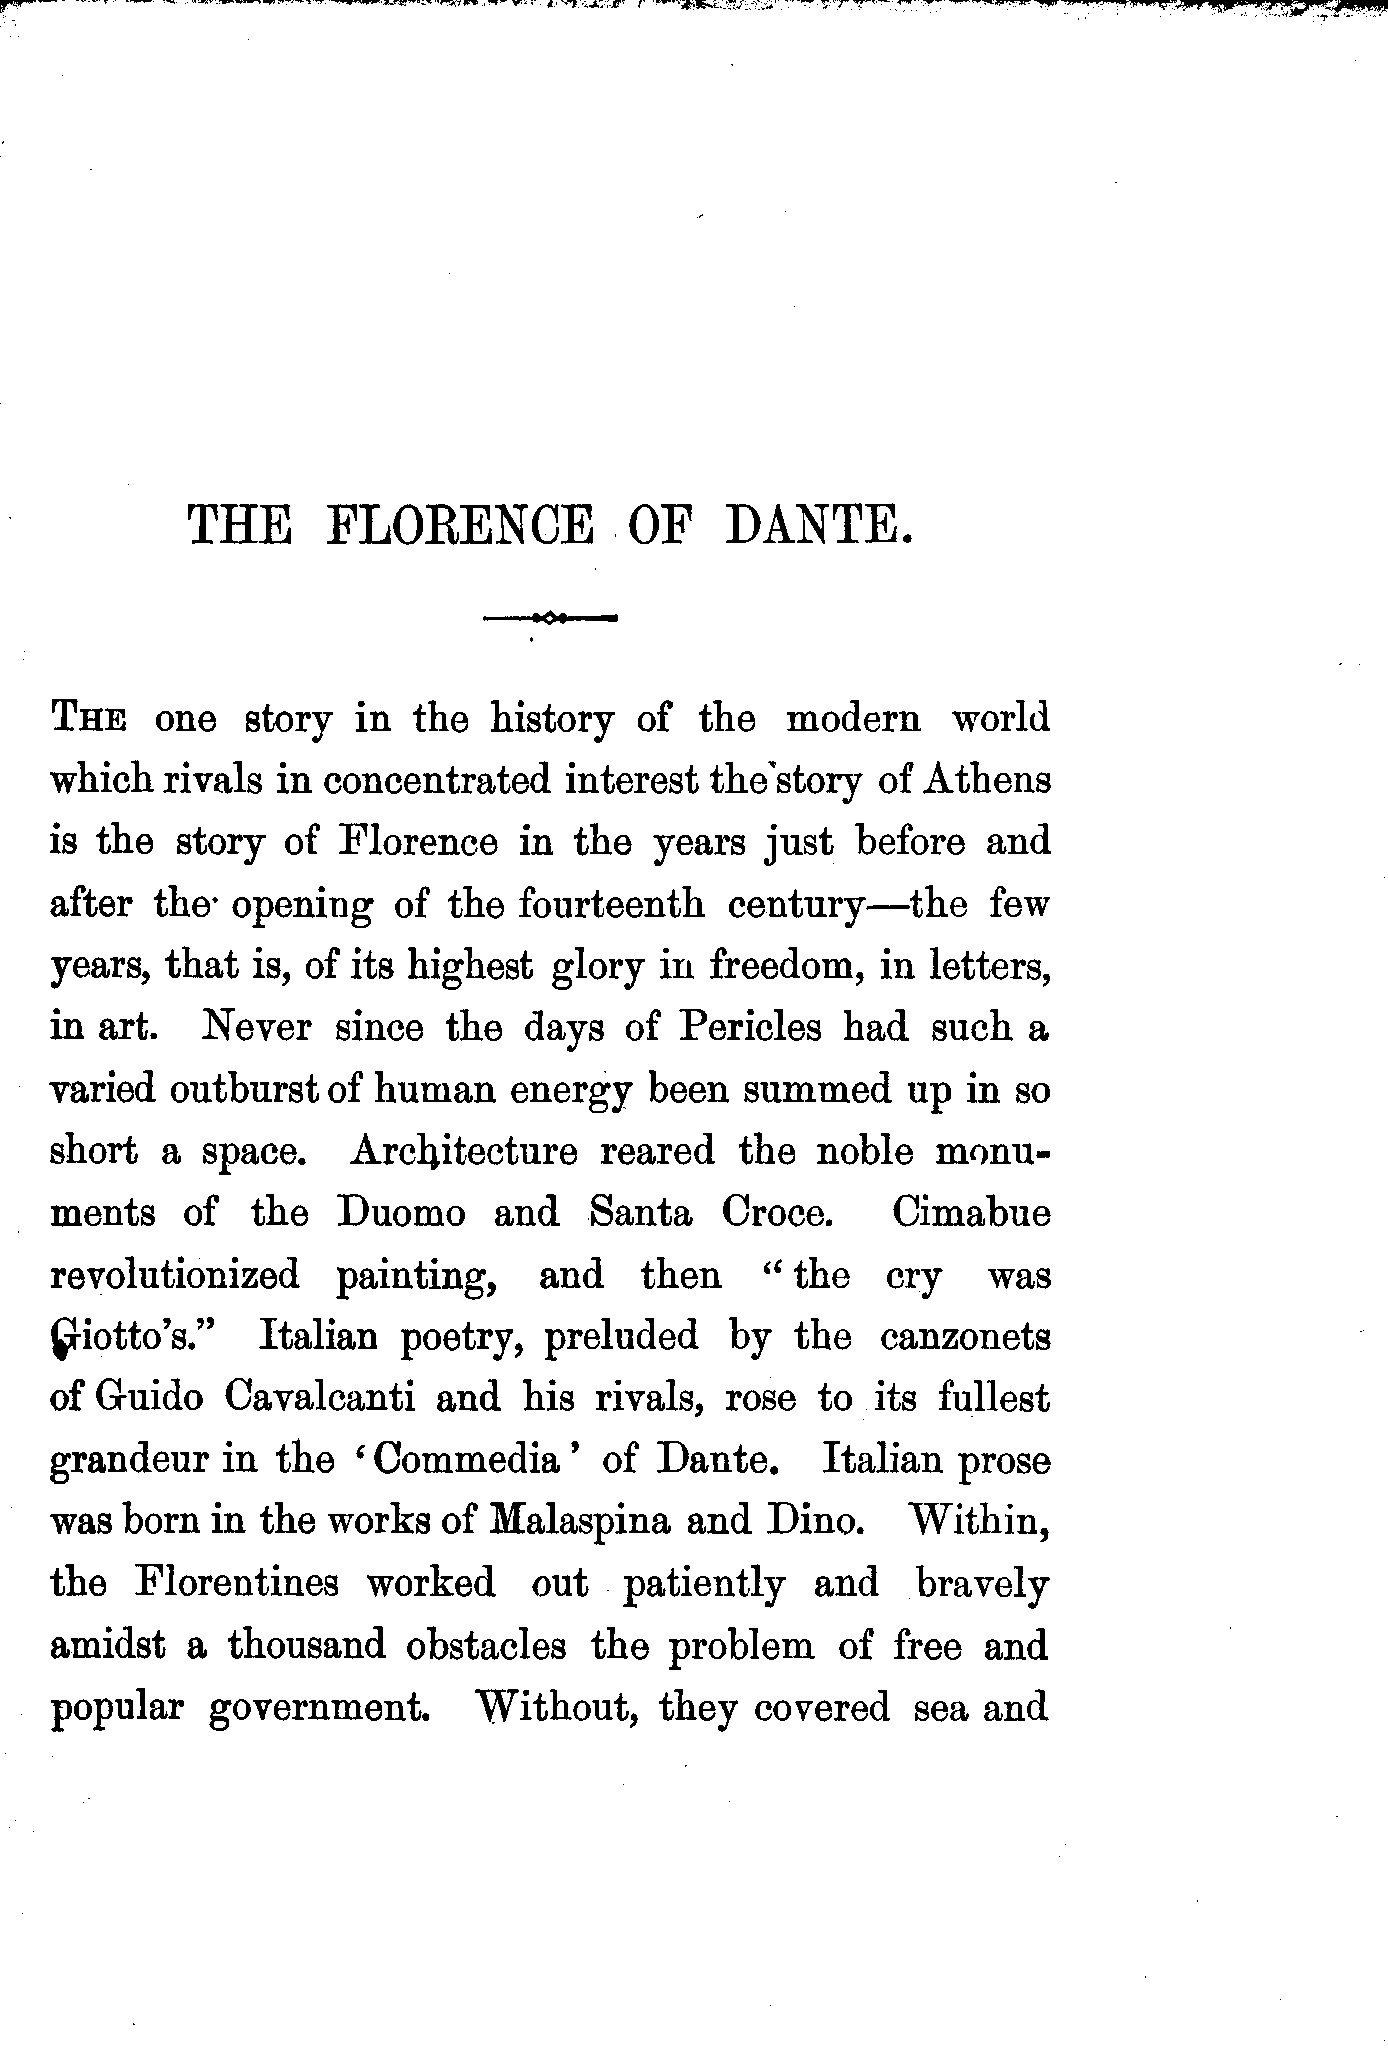 THE FLORENCE OF DANTE.
THE one story in the history of the modern world
which rivals in concentrated interest the story of Athens
is the story of Florence in the years just before and
after the opening of the fourteenth century—the few
years, that is, of its highest glory in freedom, in letters,
in art. Never since the days of Pericles had such a
varied outburst of human energy been summed up in so
short a space. Architecture reared the noble monu-
ments of the Duomo and Santa Croce. Cimabue
revolutionized painting, and then “the cry was
Giotto’s.” Italian poetry, preluded by the canzonets
of Guido Cavalcanti and his rivals, rose to its fullest
grandeur in the ‘Commedia’ of Dante. Italian prose
was born in the works of Malaspina and Dino. Within,
the Florentines worked out patiently and bravely
amidst a thousand obstacles the problem of free and
popular government. Without, they covered sea and